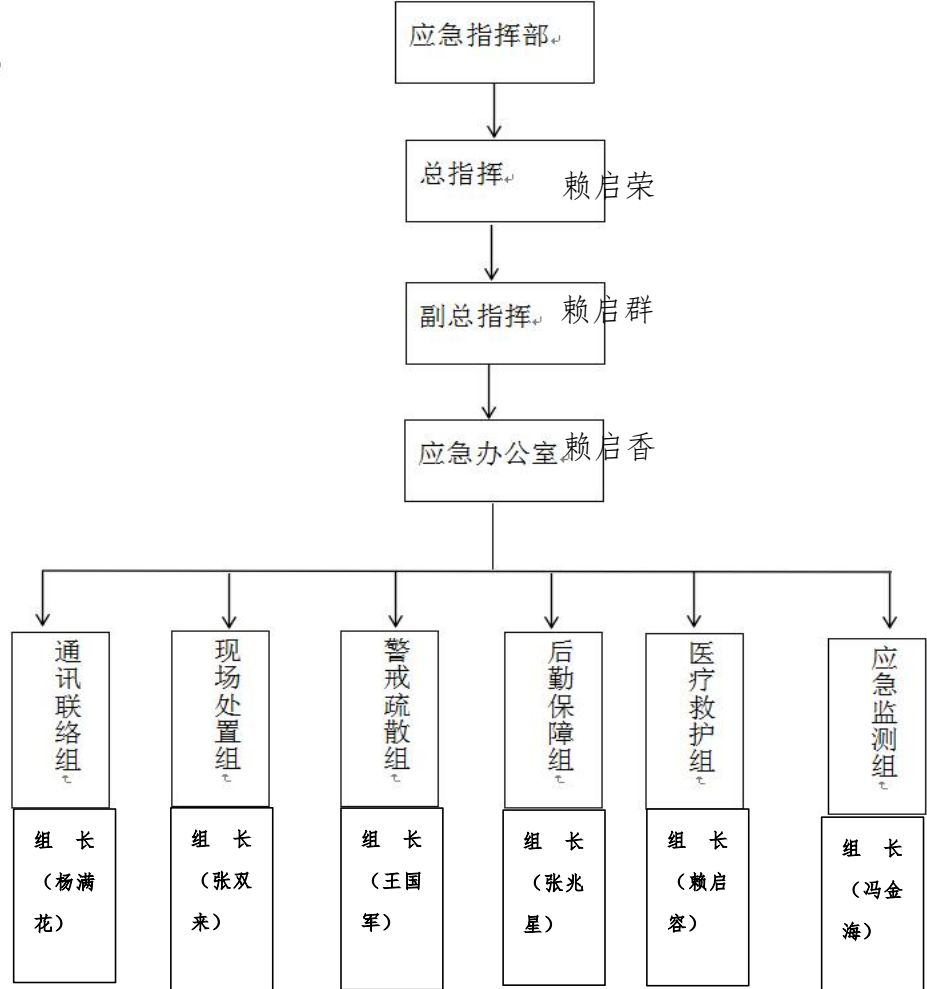 应急指挥部
总指挥 赖启荣
副总指挥 赖启群
应急办公室 赖启香
通讯联络组
现场处置组
警戒疏散组
后勤保障组
医疗救护组
应急监测组
组 长
（杨满
花）
组 长
（张双
来）
组 长
（王国
军）
组 长
（张兆
星）
组 长
（赖启
容）
组 长
（冯金
海）